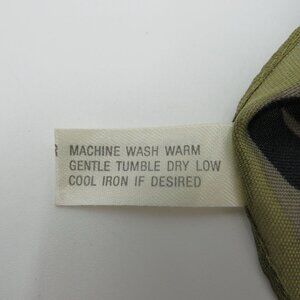 MACHINE WASH WARM
GENTLE TUMBLE DRY LOW
COOL IRON IF DESIRED